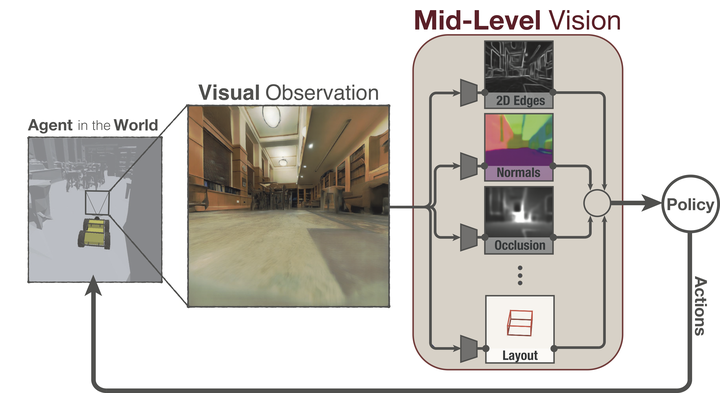 Mid-Level Vision
Visual Observation
Agent in the World
2D Edges
Normals
Occlusion
Layout
Policy
Actions